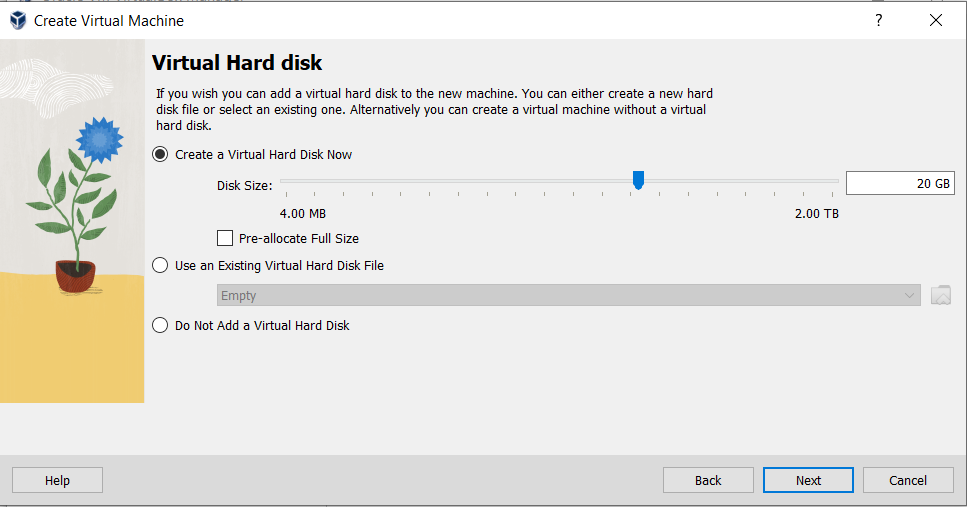 Create Virtual Machine
?
Virtual Hard disk
If you wish you can add a virtual hard disk to the new machine. You can either create a new hard
disk file or select an existing one. Alternatively you can create a virtual machine without a virtual
hard disk.
Create a Virtual Hard Disk Now
Disk Size:
20 GB
4.00 MB
2.00 TB
Pre-allocate Full Size
Use an Existing Virtual Hard Disk File
Empty
Do Not Add a Virtual Hard Disk
Help
Back
Next
Cancel